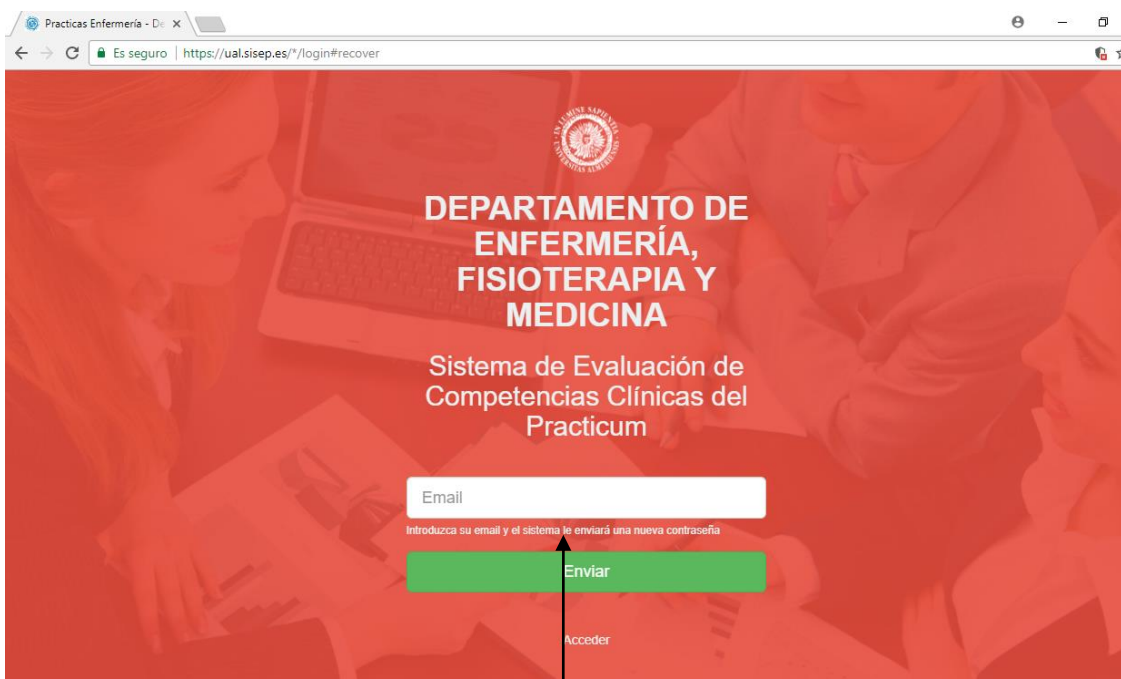 Practicas Enfermería - De
Es seguro | https://ual.sisep.es/*/login#recover
DEPARTAMENTO DE
ENFERMERÍA,
FISIOTERAPIA Y
MEDICINA
Sistema de Evaluación de
Competencias Clínicas del
Practicum
Email
Introduzca su email y el sistema le enviará una nueva contraseña
Enviar
Acceder